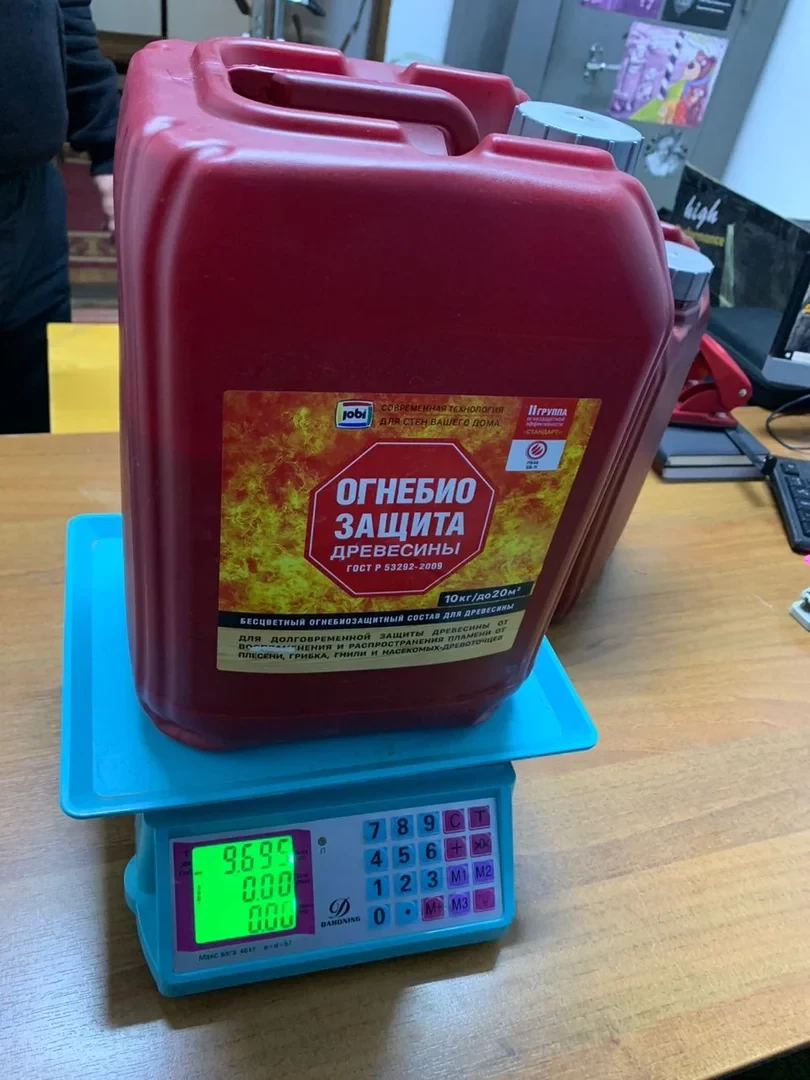 high
jobi
СОВРЕМЕННАЯ ТЕХНОЛОГИЯ
ДЛЯ СТЕН ВАШЕГО ДОМА
II ГРУППА
ОГНЕЗАЩИТНОЙ
ЭФФЕКТИВНОСТИ
«СТАНДАРТ»
ОГНЕБИО
ЗАЩИТА
ДРЕВЕСИНЫ
ГОСТ Р 53292-2009
10кг/до20м²
БЕСЦВЕТНЫЙ ОГНЕБИОЗАЩИТНЫЙ СОСТАВ ДЛЯ ДРЕВЕСИНЫ
ДЛЯ ДОЛГОВРЕМЕННОЙ ЗАЩИТЫ ДРЕВЕСИНЫ ОТ
ВОСПЛАМЕНЕНИЯ И РАСПРОСТРАНЕНИЯ ПЛАМЕНИ ОТ
ПЛЕСЕНИ, ГРИБКА, ГНИЛИ И НАСЕКОМЫХ-ДРЕВОТОЧЦЕВ
9.695
0.00
0.00
7 8 9 C T
4 5 6 +
1 2 3 M1 M2
0 . M+ M3
DAHONING